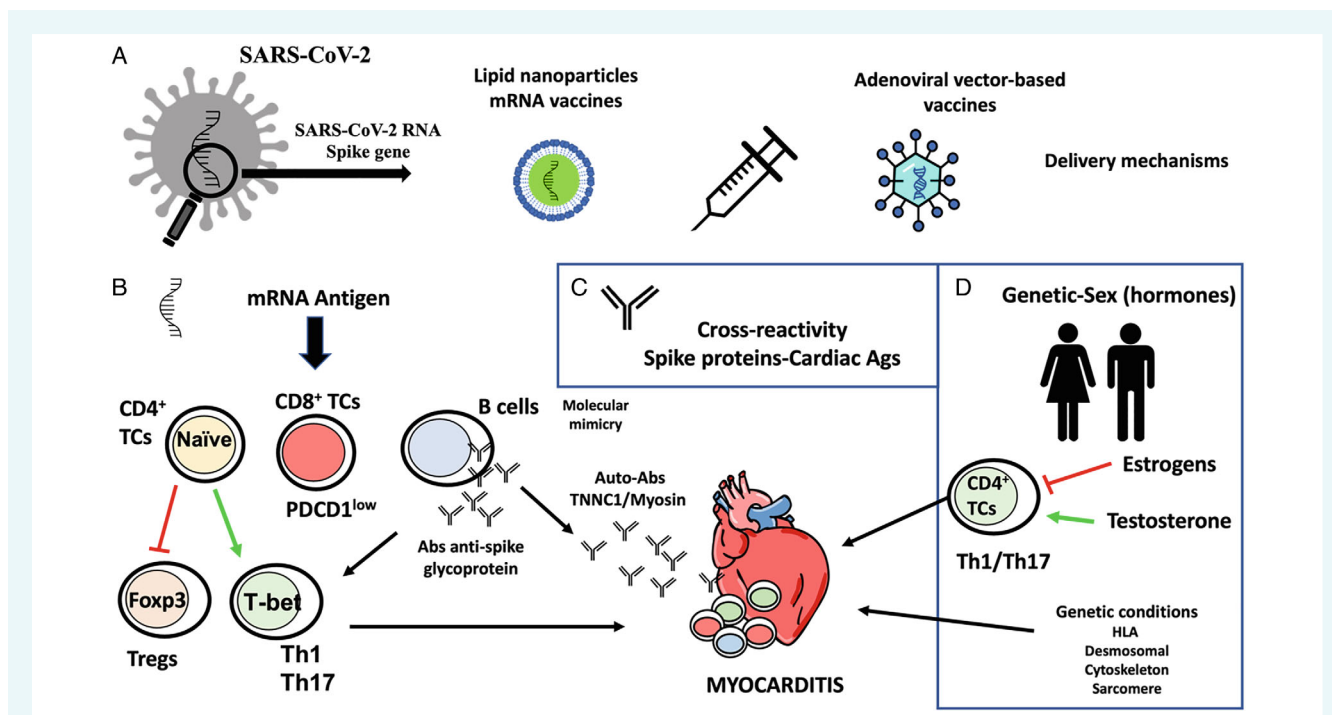 A
SARS-CoV-2
SARS-CoV-2 RNA
Spike gene
Lipid nanoparticles
mRNA vaccines
Adenoviral vector-based
vaccines
Delivery mechanisms
B
mRNA Antigen
CD4⁺
TCs
Naïve
CD8⁺ TCs
PDCD1ˡᵒʷ
B cells
Abs anti-spike
glycoprotein
Foxp3
Tregs
T-bet
Th1
Th17
C
Cross-reactivity
Spike proteins-Cardiac Ags
Molecular
mimicry
Auto-Abs
TNNC1/Myosin
MYOCARDITIS
D
Genetic-Sex (hormones)
Estrogens
CD4⁺
TCs
Testosterone
Th1/Th17
Genetic conditions
HLA
Desmosomal
Cytoskeleton
Sarcomere